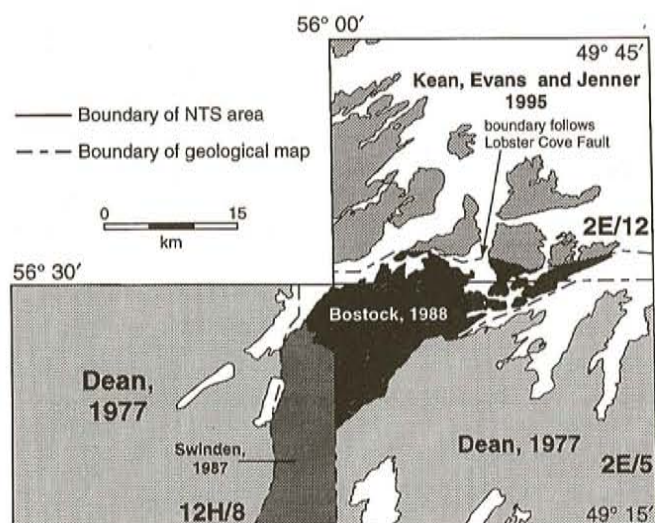 56° 00′
49° 45′
Kean, Evans and Jenner
1995
boundary follows
Lobster Cove Fault
Boundary of NTS area
Boundary of geological map
0 15
km
2E/12
56° 30′
Bostock, 1988
Dean,
1977
Swinden,
1987
Dean, 1977
2E/5
12H/8
49° 15′